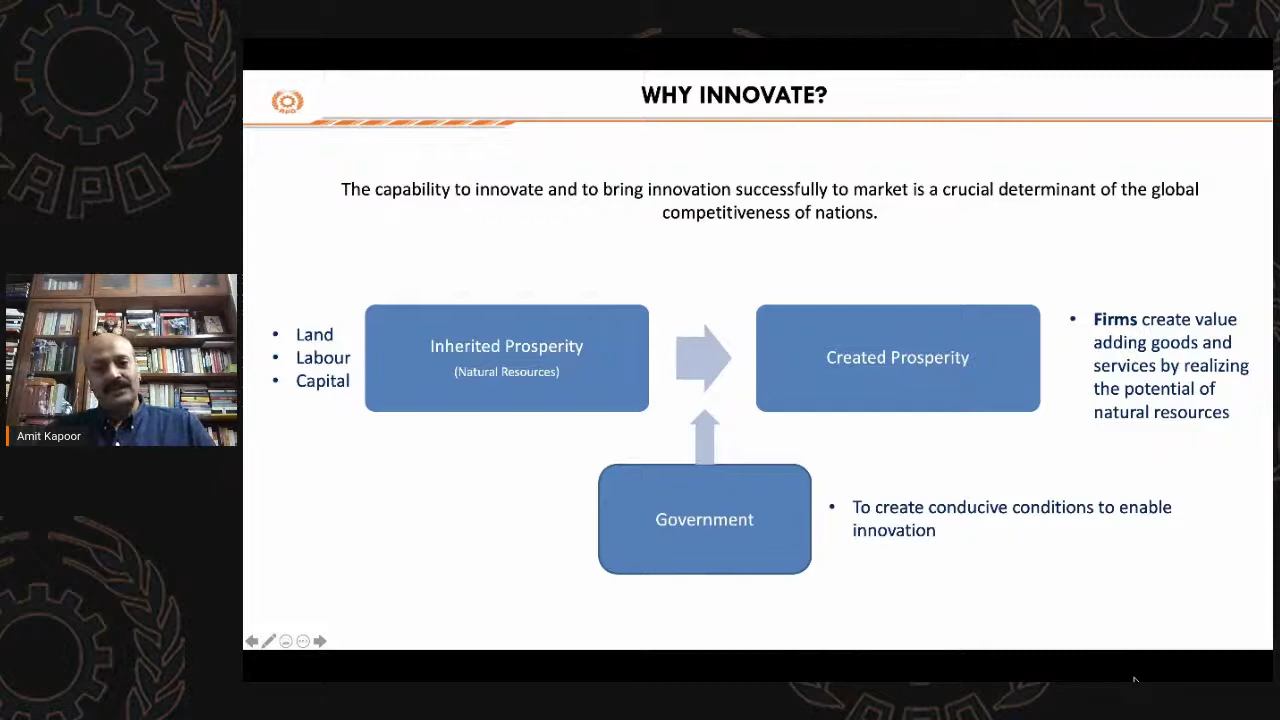 APO
APO
WHY INNOVATE?
The capability to innovate and to bring innovation successfully to market is a crucial determinant of the global
competitiveness of nations.
• Land
• Labour
• Capital
Inherited Prosperity
(Natural Resources)
Created Prosperity
• Firms create value
adding goods and
services by realizing
the potential of
natural resources
Government
• To create conducive conditions to enable
innovation
Amit Kapoor